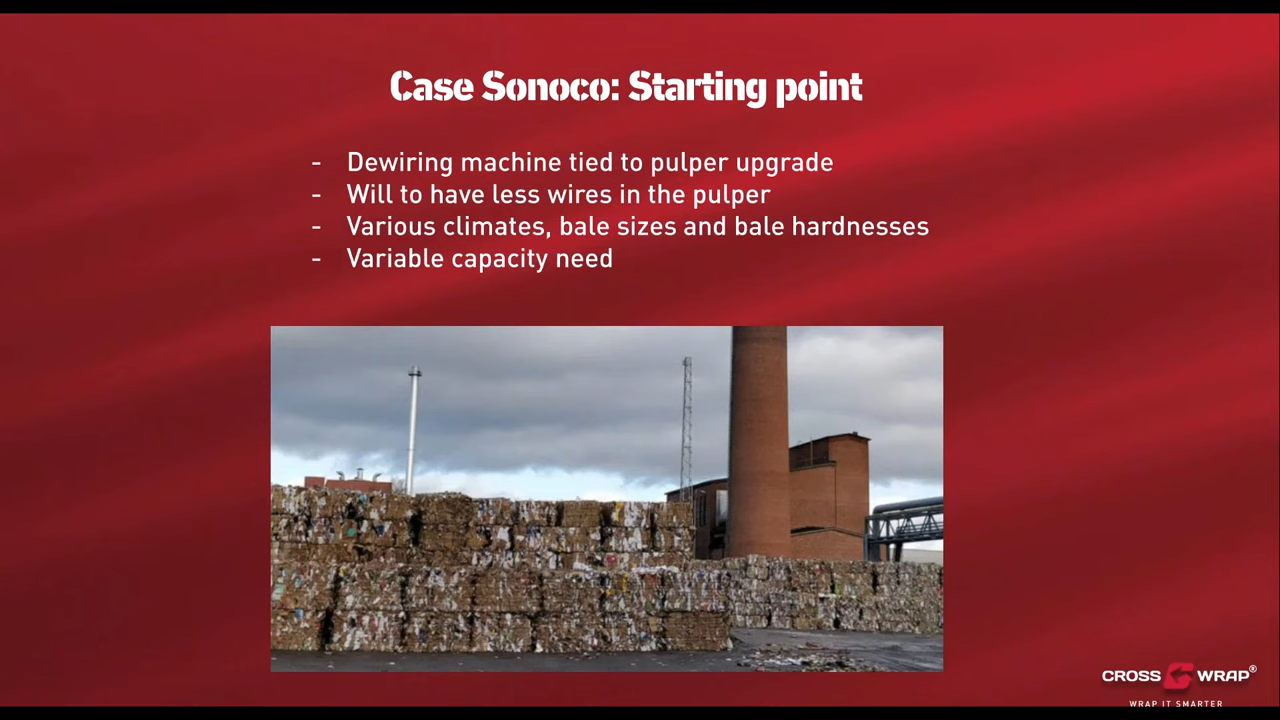 Case Sonoco: Starting point
- Dewiring machine tied to pulper upgrade
- Will to have less wires in the pulper
- Various climates, bale sizes and bale hardnesses
- Variable capacity need
CROSS WRAP®
WRAP IT SMARTER